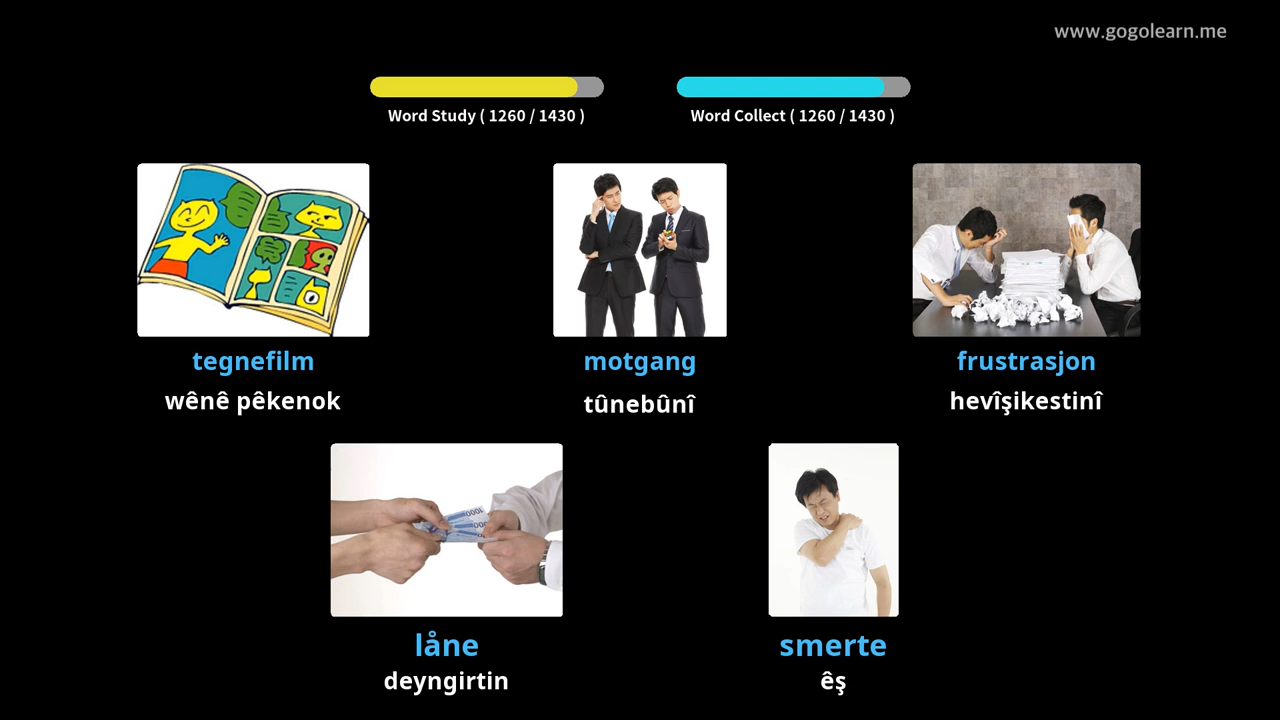 www.gogolearn.me
Word Study ( 1260 / 1430 )
Word Collect ( 1260 / 1430 )
tegnefilm
motgang
frustrasjon
wênê pêkenok
tûnebûnî
hevîşikestinî
låne
smerte
deyngirtin
êş